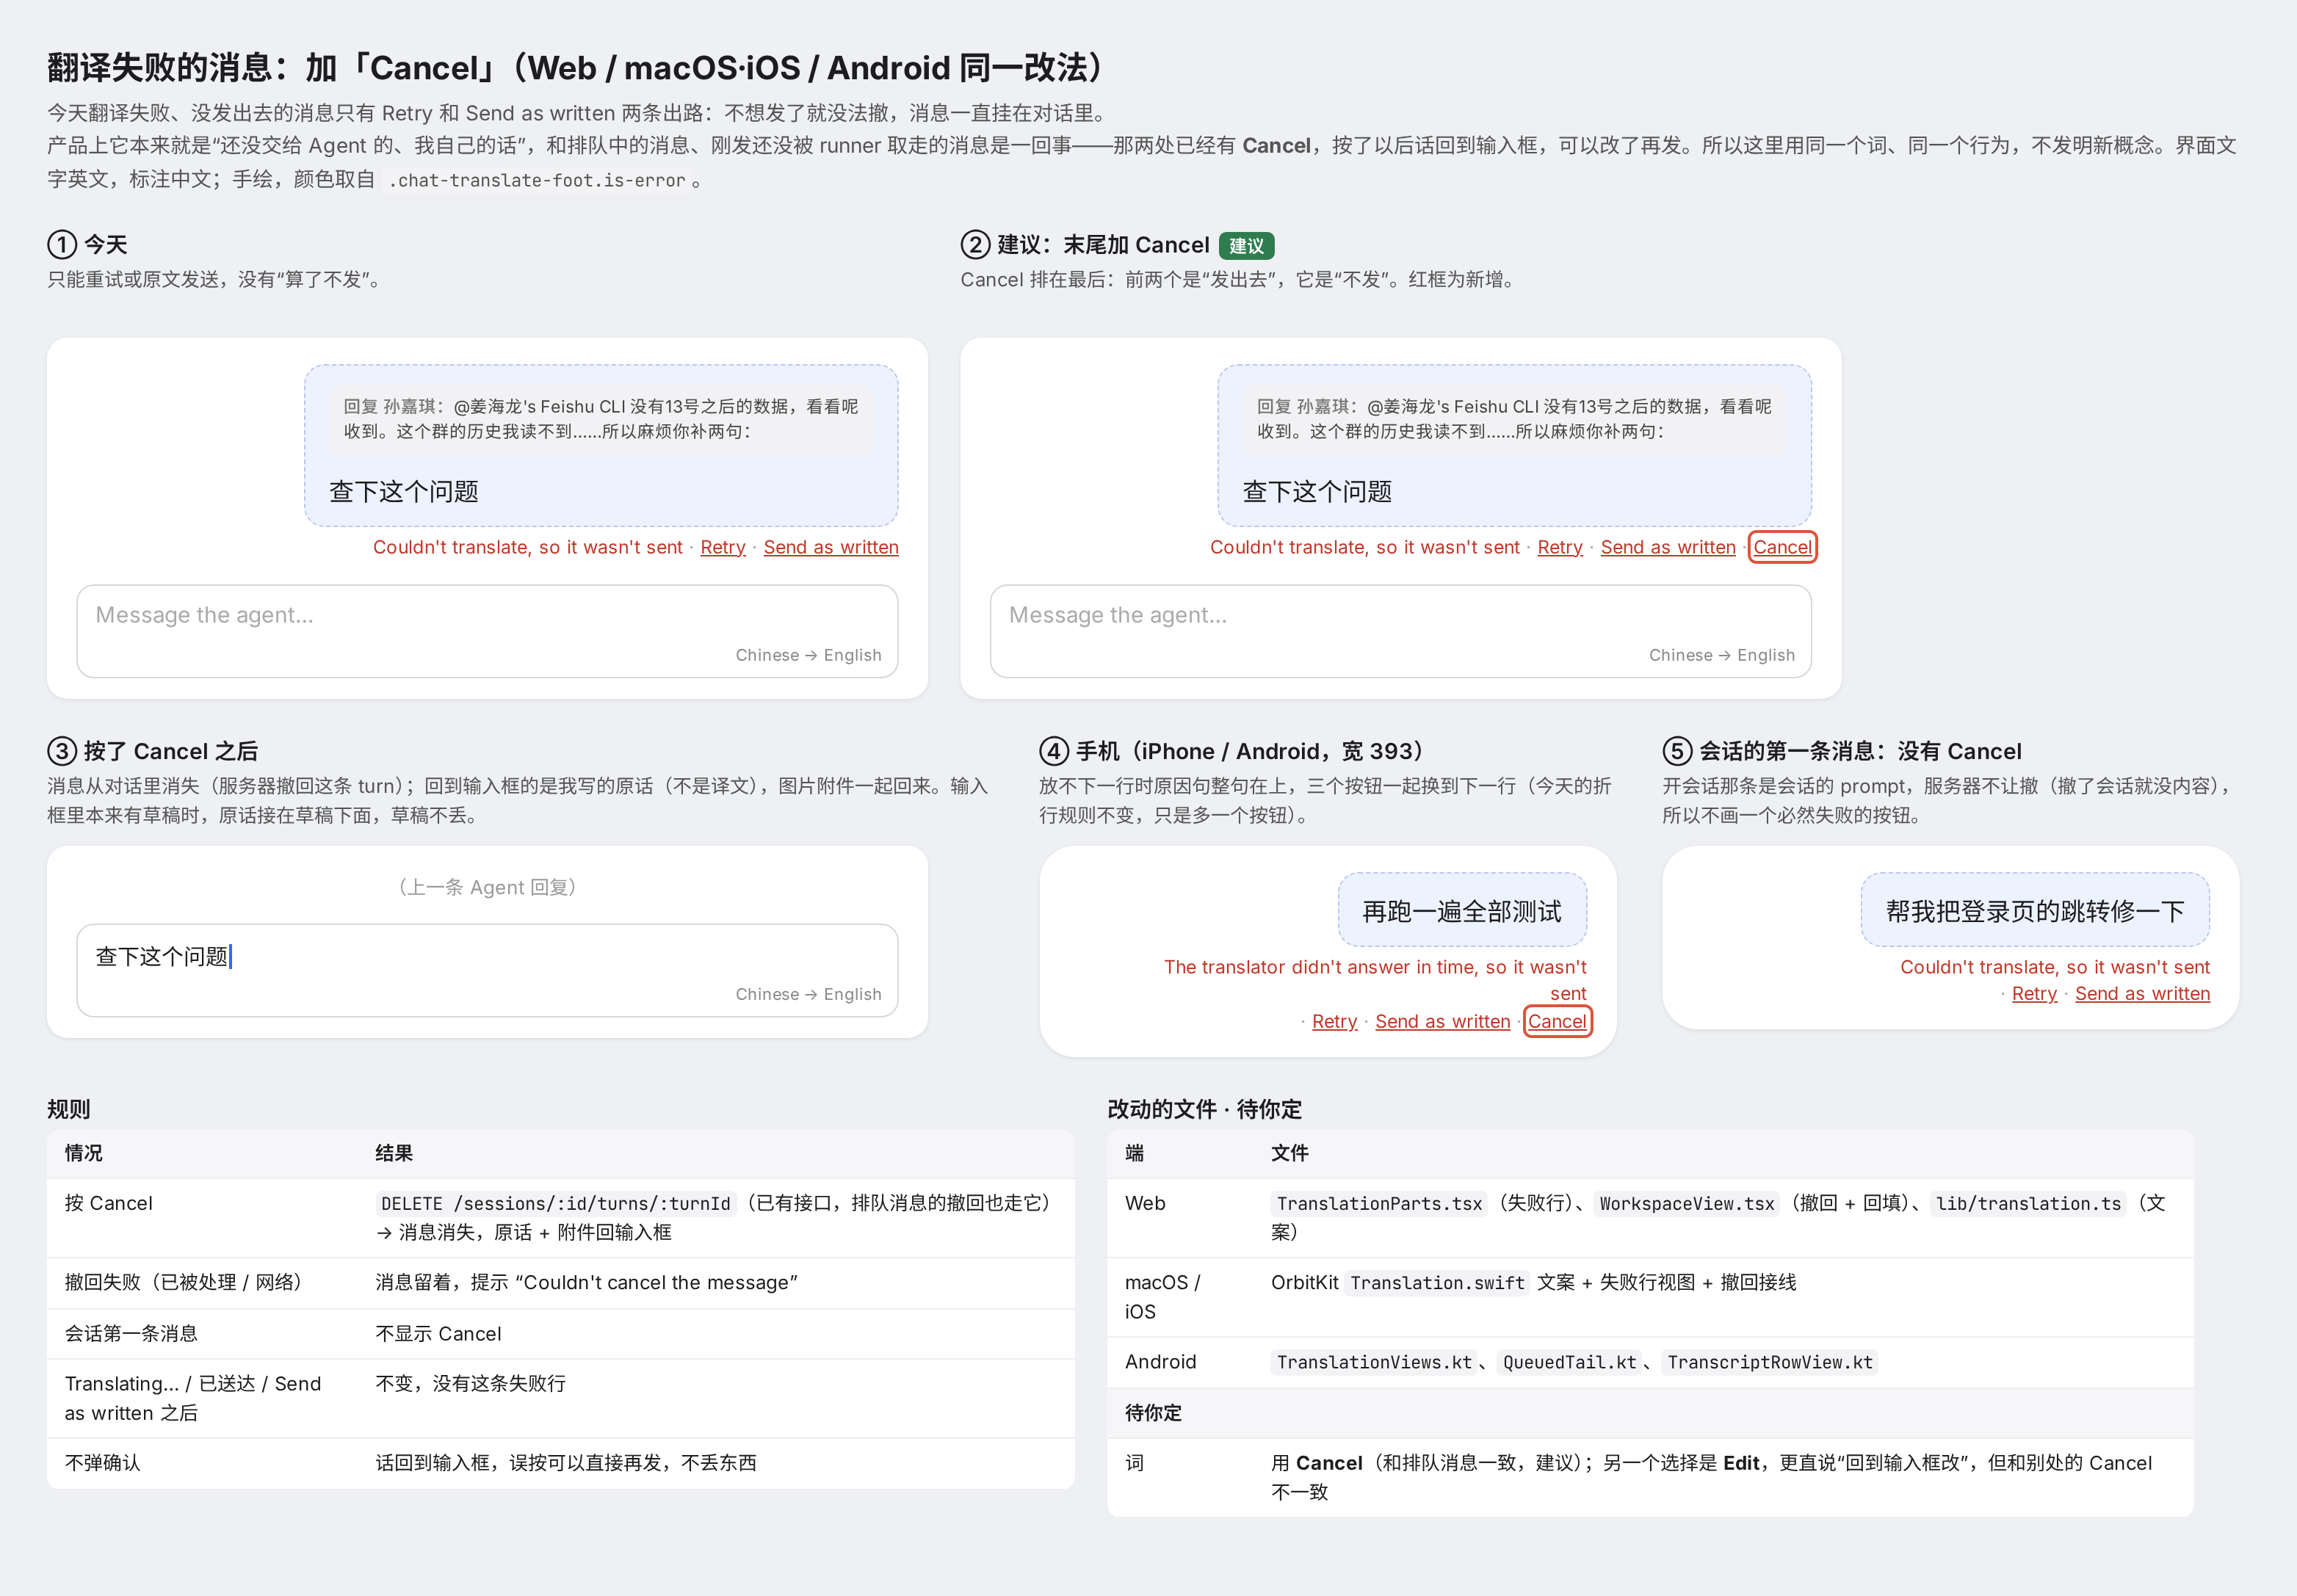 翻译失败的消息：加「Cancel」（Web / macOS·iOS / Android 同一改法）
今天翻译失败、没发出去的消息只有 Retry 和 Send as written 两条出路：不想发了就没法撤，消息一直挂在对话里。
产品上它本来就是“还没交给 Agent 的、我自己的话”，和排队中的消息、刚发还没被 runner 取走的消息是一回事——那两处已经有 Cancel，按了以后话回到输入框，可以改了再发。所以这里用同一个词、同一个行为，不发明新概念。界面文
字英文，标注中文；手绘，颜色取自 .chat-translate-foot.is-error 。
① 今天
只能重试或原文发送，没有“算了不发”。
回复 孙嘉琪：@姜海龙's Feishu CLI 没有13号之后的数据，看看呢
收到。这个群的历史我读不到……所以麻烦你补两句：
查下这个问题
Couldn't translate, so it wasn't sent · Retry · Send as written
Message the agent...
Chinese → English
② 建议：末尾加 Cancel 建议
Cancel 排在最后：前两个是“发出去”，它是“不发”。红框为新增。
回复 孙嘉琪：@姜海龙's Feishu CLI 没有13号之后的数据，看看呢
收到。这个群的历史我读不到……所以麻烦你补两句：
查下这个问题
Couldn't translate, so it wasn't sent · Retry · Send as written · Cancel
Message the agent...
Chinese → English
③ 按了 Cancel 之后
消息从对话里消失（服务器撤回这条 turn）；回到输入框的是我写的原话（不是译文），图片附件一起回来。输入
框里本来有草稿时，原话接在草稿下面，草稿不丢。
（上一条 Agent 回复）
查下这个问题
Chinese → English
④ 手机（iPhone / Android，宽 393）
放不下一行时原因句整句在上，三个按钮一起换到下一行（今天的折
行规则不变，只是多一个按钮）。
再跑一遍全部测试
The translator didn't answer in time, so it wasn't
sent
· Retry · Send as written · Cancel
⑤ 会话的第一条消息：没有 Cancel
开会话那条是会话的 prompt，服务器不让撤（撤了会话就没内容），
所以不画一个必然失败的按钮。
帮我把登录页的跳转修一下
Couldn't translate, so it wasn't sent
· Retry · Send as written
规则
情况 结果
按 Cancel DELETE /sessions/:id/turns/:turnId（已有接口，排队消息的撤回也走它）
→ 消息消失，原话 + 附件回输入框
撤回失败（已被处理 / 网络） 消息留着，提示 “Couldn't cancel the message”
会话第一条消息 不显示 Cancel
Translating... / 已送达 / Send 不变，没有这条失败行
as written 之后
不弹确认 话回到输入框，误按可以直接再发，不丢东西
改动的文件 · 待你定
端 文件
Web TranslationParts.tsx（失败行）、WorkspaceView.tsx（撤回 + 回填）、lib/translation.ts（文
案）
macOS / OrbitKit Translation.swift 文案 + 失败行视图 + 撤回接线
iOS
Android TranslationViews.kt、QueuedTail.kt、TranscriptRowView.kt
待你定
词 用 Cancel（和排队消息一致，建议）；另一个选择是 Edit，更直说“回到输入框改”，但和别处的 Cancel
不一致